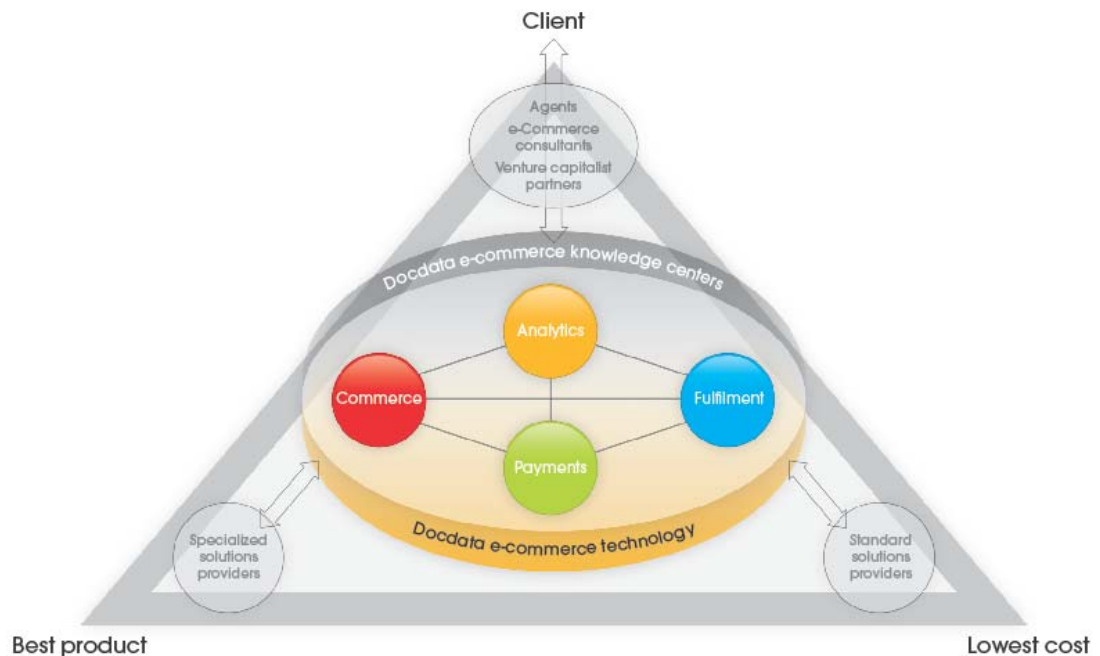 Client
Agents
e-Commerce
consultants
Venture capitalist
partners
Docdata e-commerce knowledge centers
Analytics
Commerce
Fulfilment
Payments
Docdata e-commerce technology
Specialized
solutions
providers
Standard
solutions
providers
Best product
Lowest cost